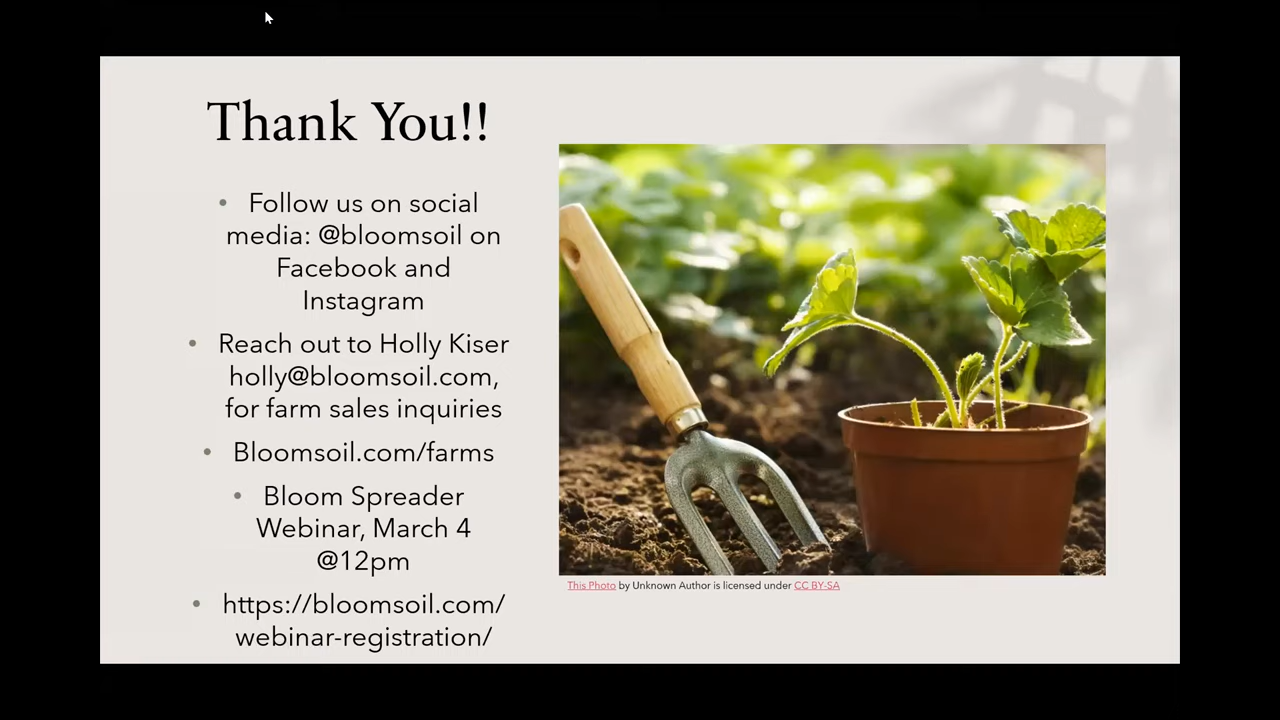 Thank You!!
• Follow us on social
media: @bloomsoil on
Facebook and
Instagram
• Reach out to Holly Kiser
holly@bloomsoil.com,
for farm sales inquiries
• Bloomsoil.com/farms
• Bloom Spreader
Webinar, March 4
@12pm
• https://bloomsoil.com/
webinar-registration/
This Photo by Unknown Author is licensed under CC BY-SA